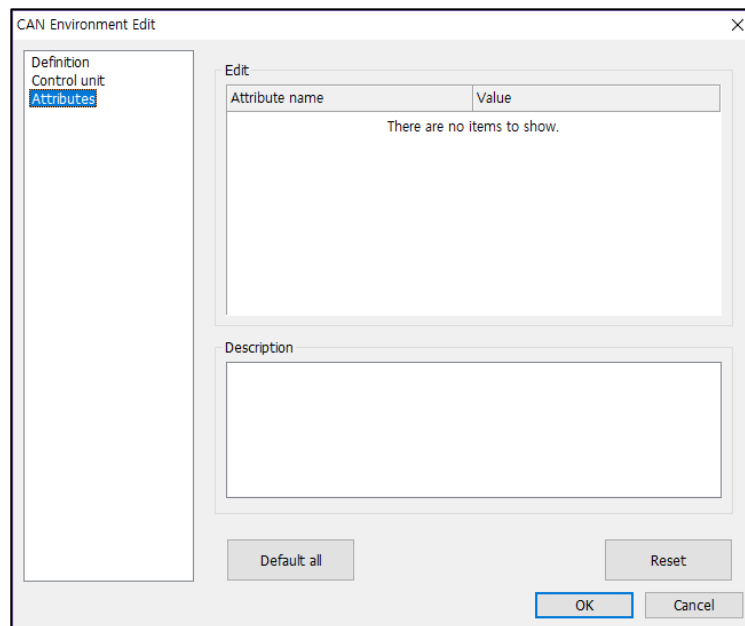 CAN Environment Edit
Definition
Control unit
Attributes
Edit
Attribute name
Value
There are no items to show.
Description
Default all
Reset
OK
Cancel